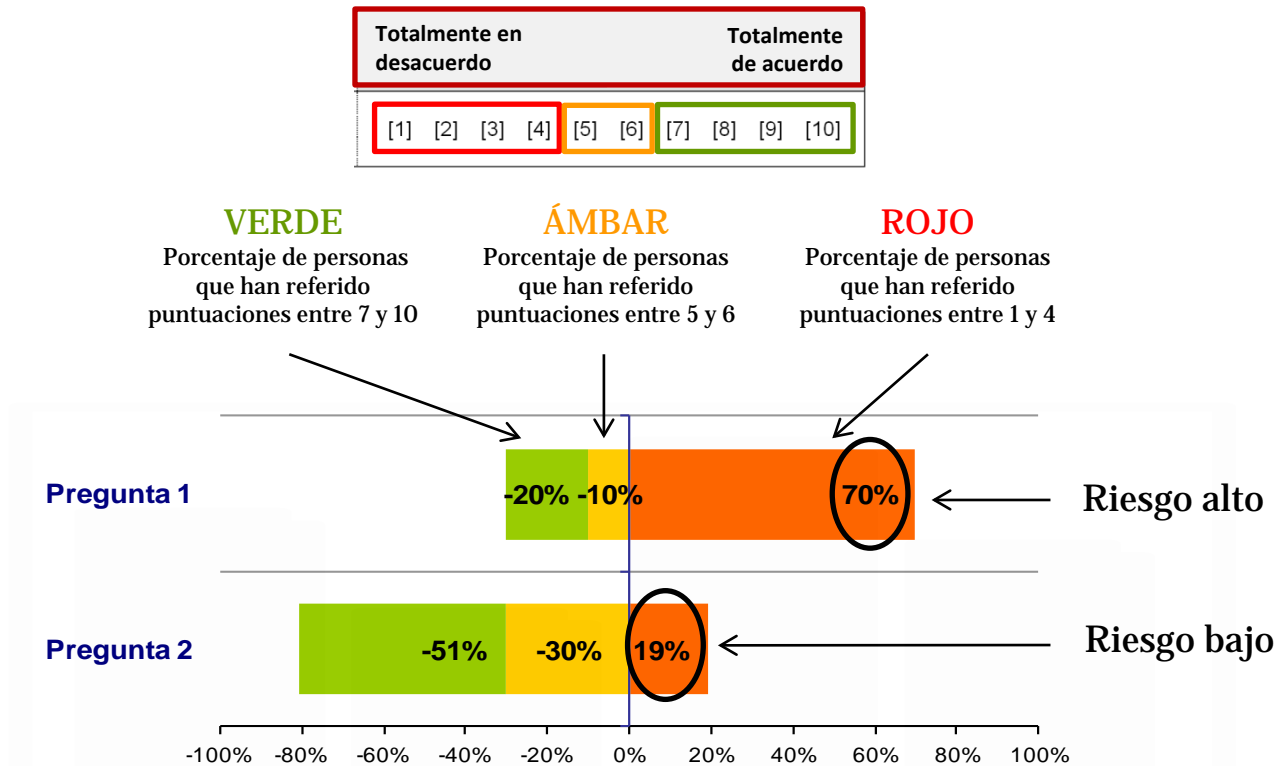 Totalmente en desacuerdo
Totalmente de acuerdo
[1] [2] [3] [4] [5] [6] [7] [8] [9] [10]
VERDE
Porcentaje de personas
que han referido
puntuaciones entre 7 y 10
ÁMBAR
Porcentaje de personas
que han referido
puntuaciones entre 5 y 6
ROJO
Porcentaje de personas
que han referido
puntuaciones entre 1 y 4
Pregunta 1
-20% -10% 70%
Riesgo alto
Pregunta 2
-51% -30% 19%
Riesgo bajo
-100% -80% -60% -40% -20% 0% 20% 40% 60% 80% 100%